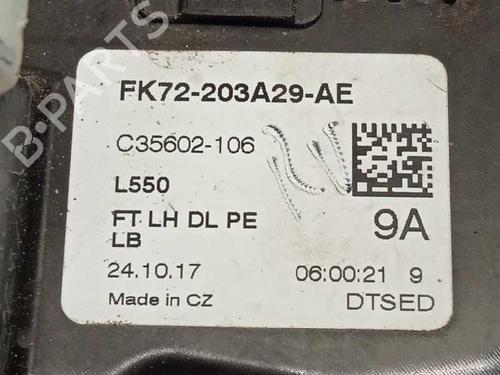 B-PARTS
FK72-203A29-AE
C35602-106
L550
FT LH DL PE
LB
9A
24.10.17 06:00:21 9
Made in CZ DTSED